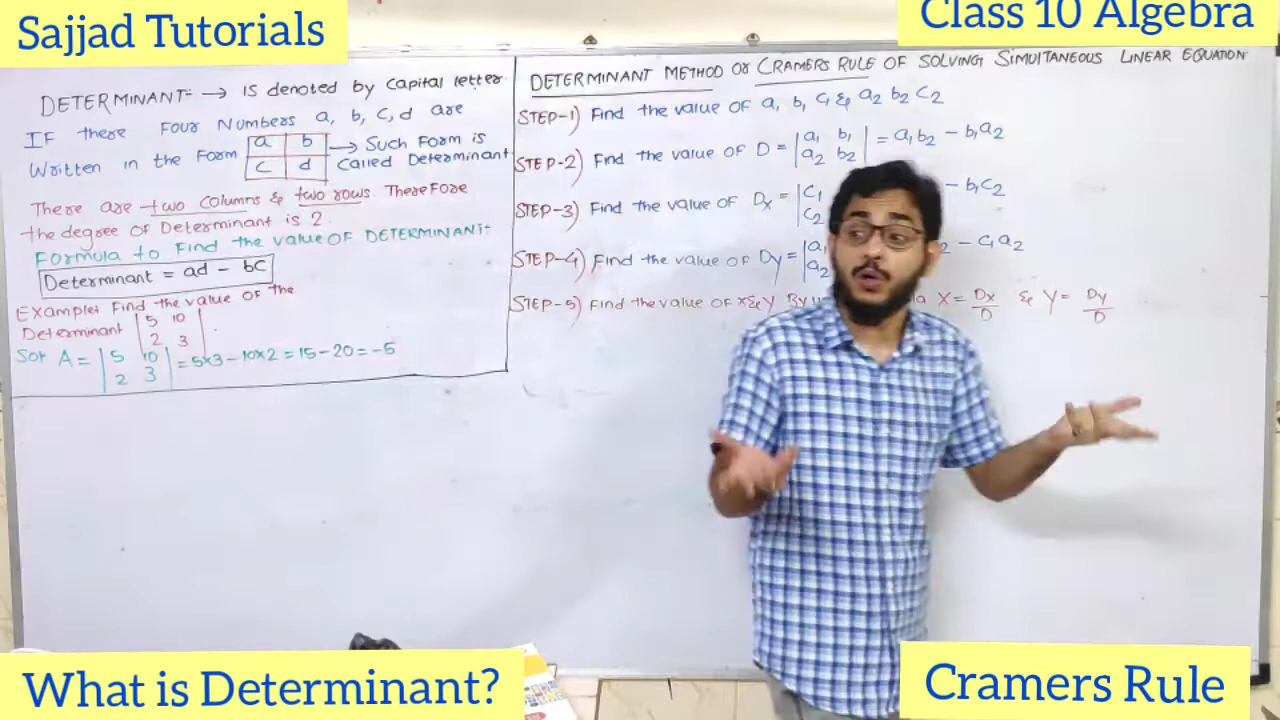 Sajjad Tutorials
Class 10 Algebra
DETERMINANT:- → is denoted by capital letter.
IF there Four Numbers a, b, c, d are
Written in the Form
a b
c d
→ Such Form is
called Determinant
There are two columns & two rows. Therefore
the degree of Determinant is 2.
Formula to Find the value OF DETERMINANT:-
Determinant = ad - bc
Example: Find the value of the
Determinant | 5 10 |
2 3
Sol A = | 5 10 | = 5x3 - 10x2 = 15 - 20 = -5
2 3
DETERMINANT METHOD or CRAMERS RULE OF SOLVING SIMULTANEOUS LINEAR EQUATION
STEP-1) Find the value OF a₁ b₁ c₁ & a₂ b₂ c₂
STEP-2) Find the value OF D = | a₁ b₁ | = a₁b₂ - b₁a₂
a₂ b₂
STEP-3) Find the value OF Dx = | c₁ - b₁c₂
c₂
STEP-4) Find the value OF Dy = | a₁ 2 - c₁a₂
a₂
STEP-5) Find the value OF x & y By X = Dx/D & Y = Dy/D
What is Determinant?
Cramers Rule